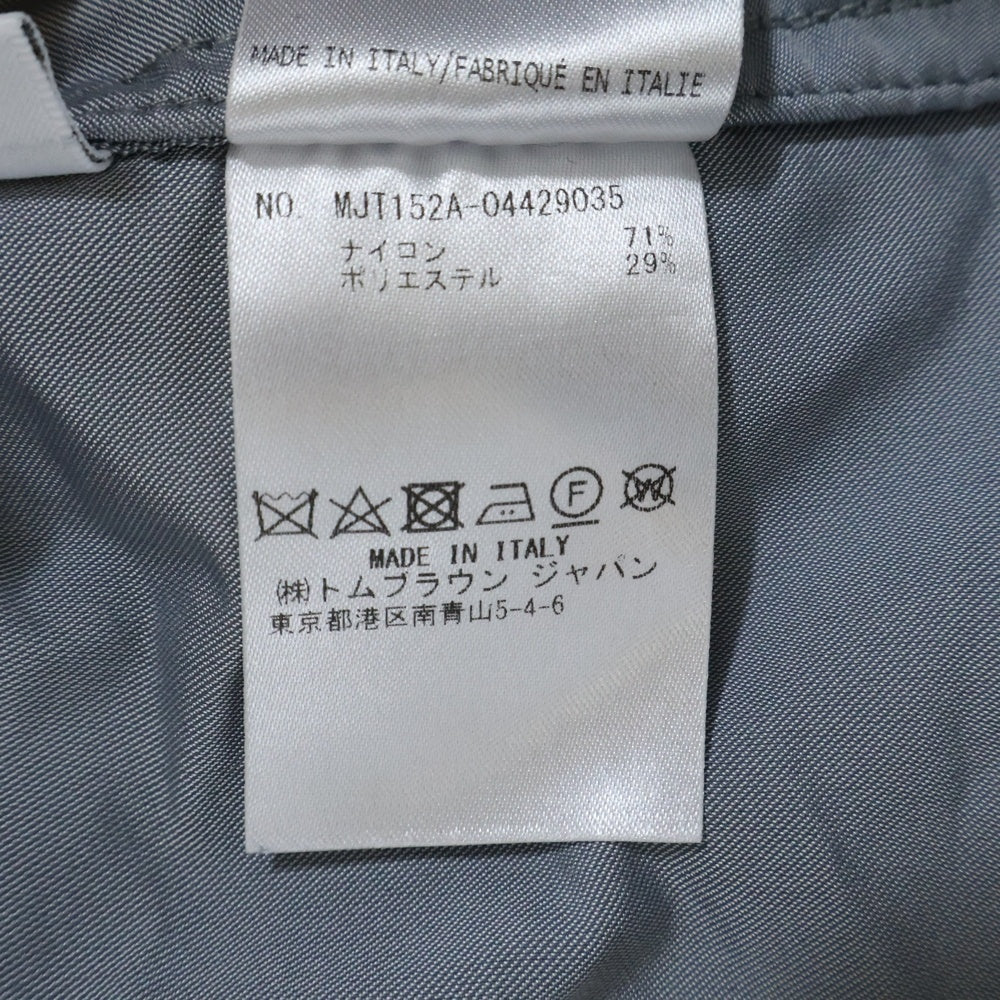 MADE IN ITALY/FABRIQUÉ EN ITALIE
NO. MJT152A-04429035
ナイロン 71%
ポリエステル 29%
F W
MADE IN ITALY
(株)トムブラウン ジャパン
東京都港区南青山5-4-6